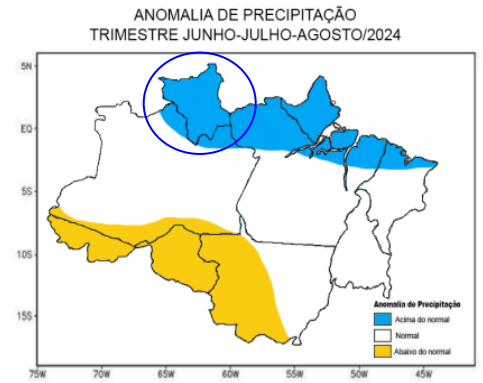 ANOMALIA DE PRECIPITAÇÃO
TRIMESTRE JUNHO-JULHO-AGOSTO/2024
5N
EQ
5S
10S
15S
Anomalia de Precipitação
Acima do normal
Normal
Abaixo do normal
75W 70W 65W 60W 55W 50W 45W